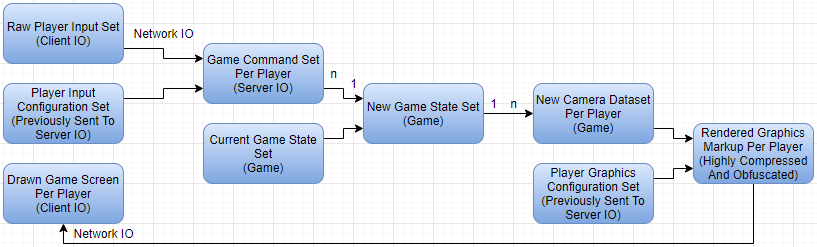 Raw Player Input Set
(Client IO)
Network IO
Game Command Set
Per Player
(Server IO)
n
1
Player Input
Configuration Set
(Previously Sent To
Server IO)
New Game State Set
(Game)
1
n
New Camera Dataset
Per Player
(Game)
Current Game State
Set
(Game)
Rendered Graphics
Markup Per Player
(Highly Compressed
And Obfuscated)
Player Graphics
Configuration Set
(Previously Sent To
Server IO)
Drawn Game Screen
Per Player
(Client IO)
Network IO